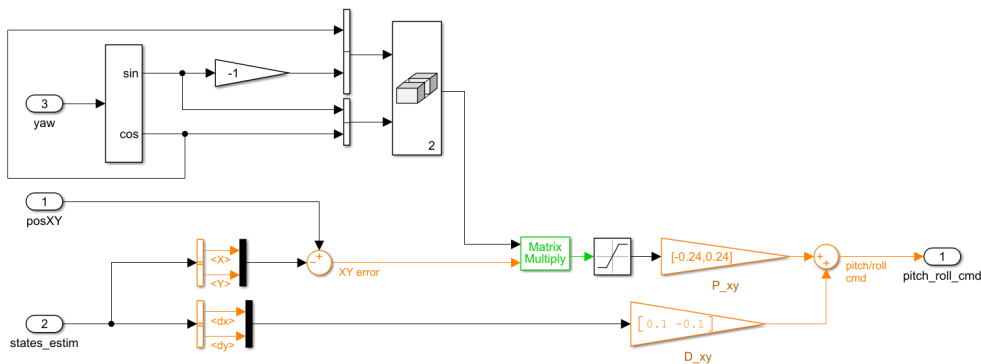 sin
-1
3
yaw
cos
2
1
posXY
<X>
<Y>
XY error
Matrix
Multiply
[-0.24,0.24]
P_xy
+
-
+
+
pitch/roll
cmd
1
pitch_roll_cmd
2
states_estim
<dx>
<dy>
[ 0.1 -0.1 ]
D_xy